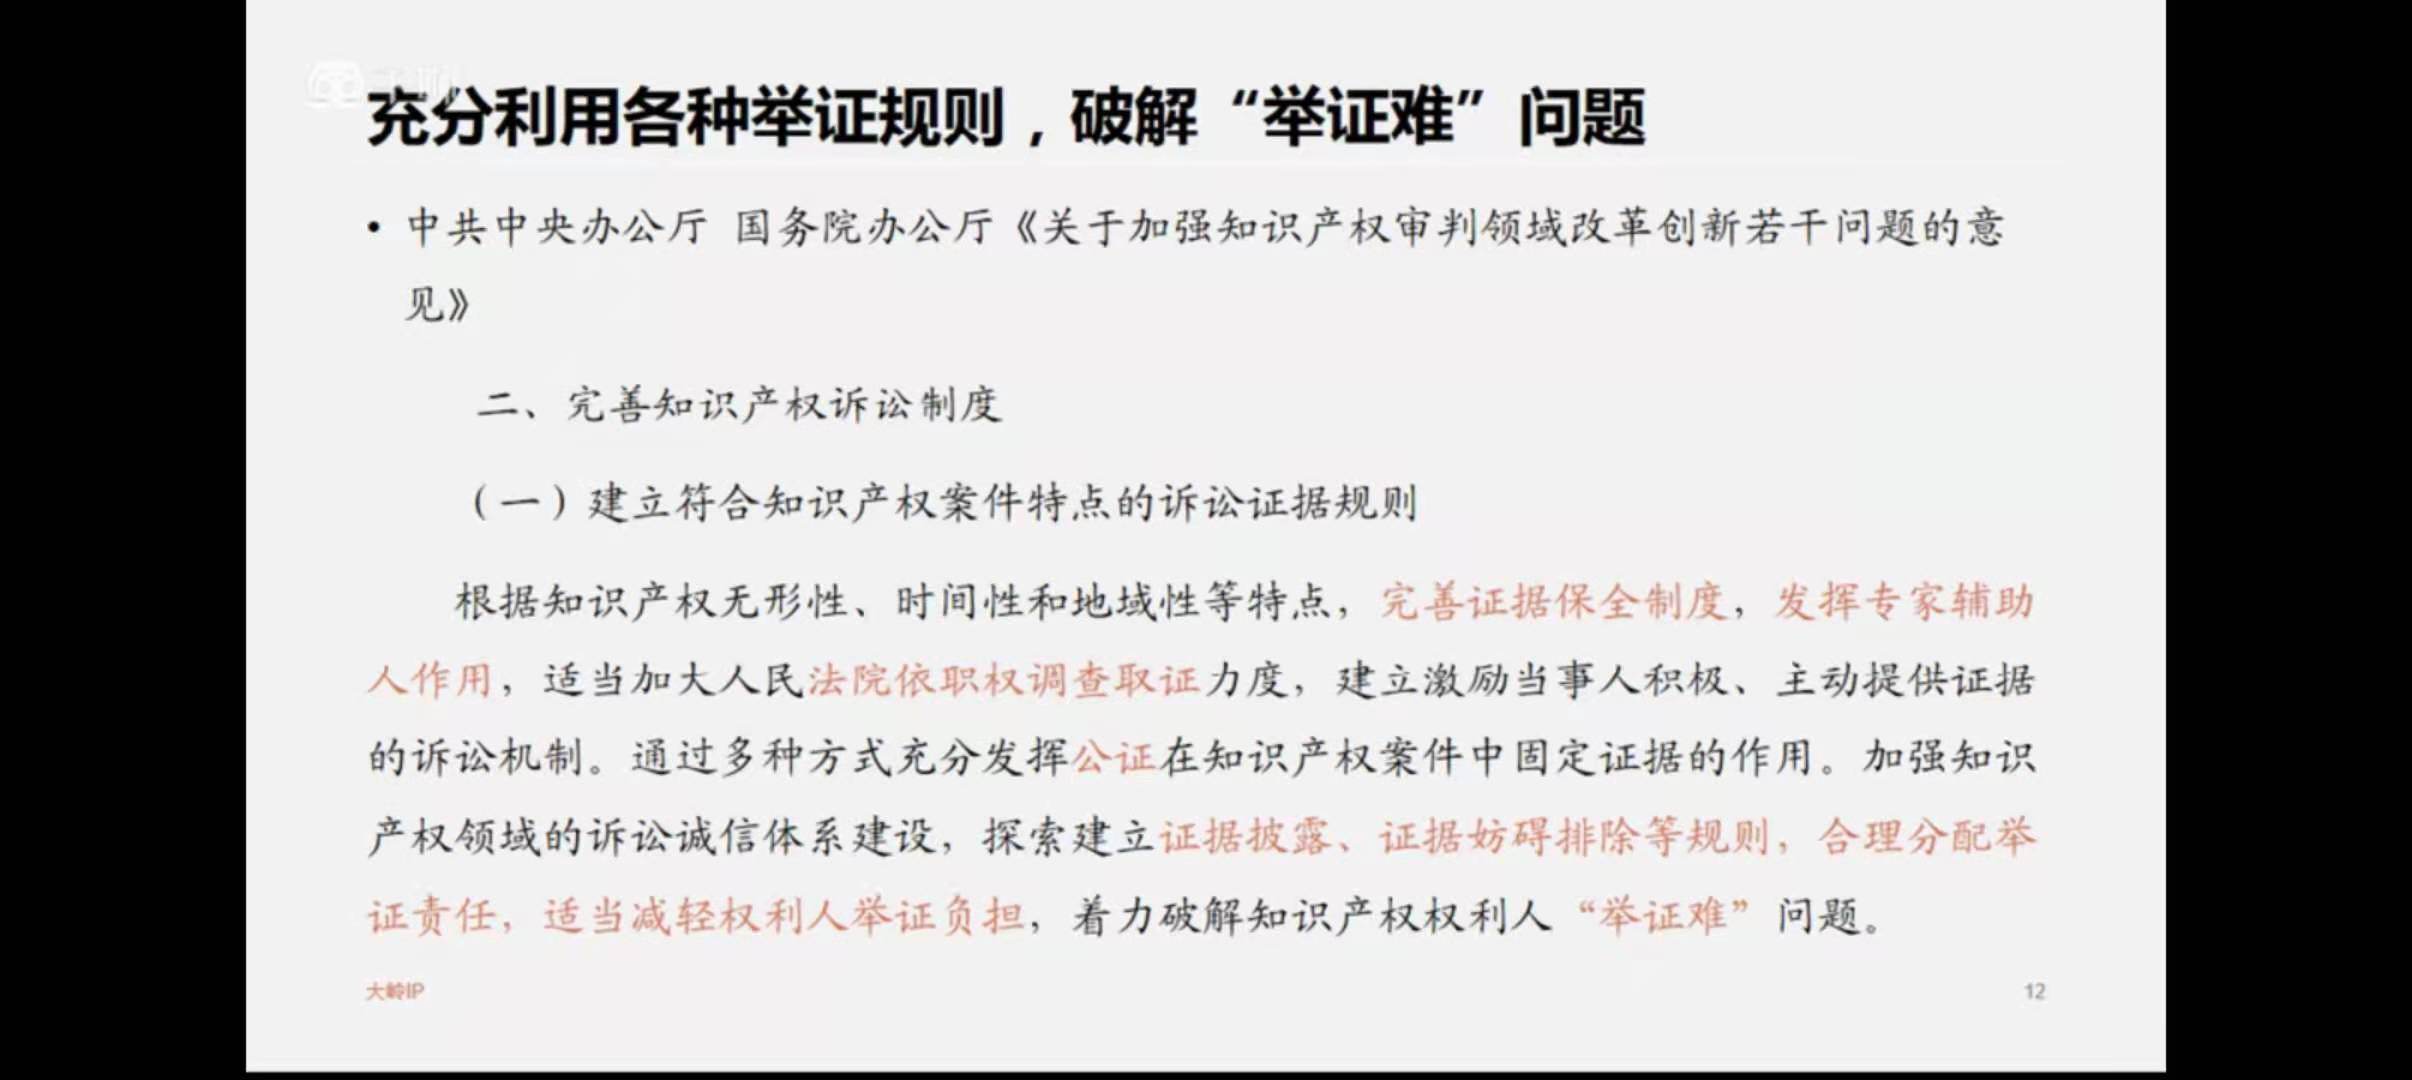 充分利用各种举证规则，破解“举证难”问题
• 中共中央办公厅 国务院办公厅《关于加强知识产权审判领域改革创新若干问题的意
见》
二、完善知识产权诉讼制度
（一）建立符合知识产权案件特点的诉讼证据规则
根据知识产权无形性、时间性和地域性等特点，完善证据保全制度，发挥专家辅助
人作用，适当加大人民法院依职权调查取证力度，建立激励当事人积极、主动提供证据
的诉讼机制。通过多种方式充分发挥公证在知识产权案件中固定证据的作用。加强知识
产权领域的诉讼诚信体系建设，探索建立证据披露、证据妨碍排除等规则，合理分配举
证责任，适当减轻权利人举证负担，着力破解知识产权权利人“举证难”问题。
大岭IP
12